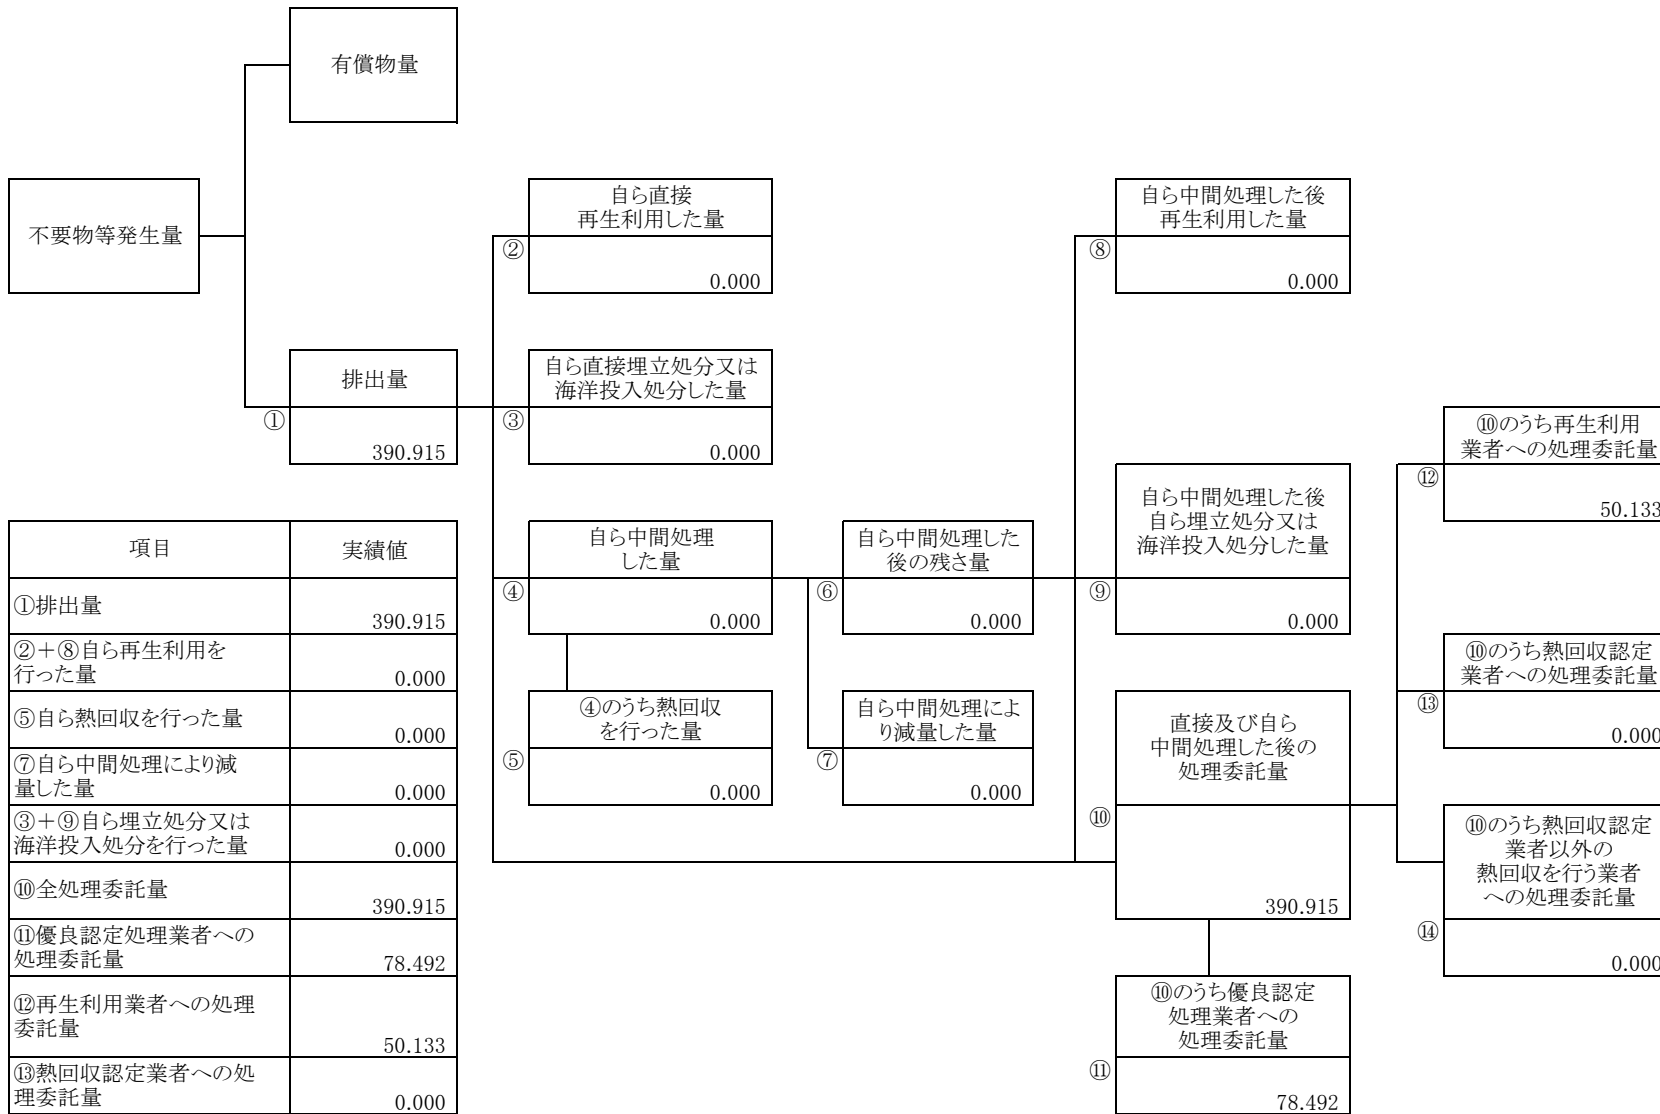 有償物量
不要物等発生量
自ら直接
再生利用した量
②
0.000
自ら中間処理した後
再生利用した量
⑧
0.000
排出量
①
390.915
自ら直接埋立処分又は
海洋投入処分した量
③
0.000
自ら中間処理
した量
④
0.000
自ら中間処理した
後の残さ量
⑥
0.000
自ら中間処理した後
自ら埋立処分又は
海洋投入処分した量
⑨
0.000
⑩のうち再生利用
業者への処理委託量
⑫
50.133
④のうち熱回収
を行った量
⑤
0.000
自ら中間処理によ
り減量した量
⑦
0.000
直接及び自ら
中間処理した後の
処理委託量
⑩
390.915
⑩のうち熱回収認定
業者への処理委託量
⑬
0.000
⑩のうち熱回収認定
業者以外の
熱回収を行う業者
への処理委託量
⑭
0.000
⑩のうち優良認定
処理業者への
処理委託量
⑪
78.492
項目 実績値
①排出量 390.915
②+⑧自ら再生利用を
行った量 0.000
⑤自ら熱回収を行った量 0.000
⑦自ら中間処理により減
量した量 0.000
③+⑨自ら埋立処分又は
海洋投入処分を行った量 0.000
⑩全処理委託量 390.915
⑪優良認定処理業者への
処理委託量 78.492
⑫再生利用業者への処理
委託量 50.133
⑬熱回収認定業者への処
理委託量 0.000